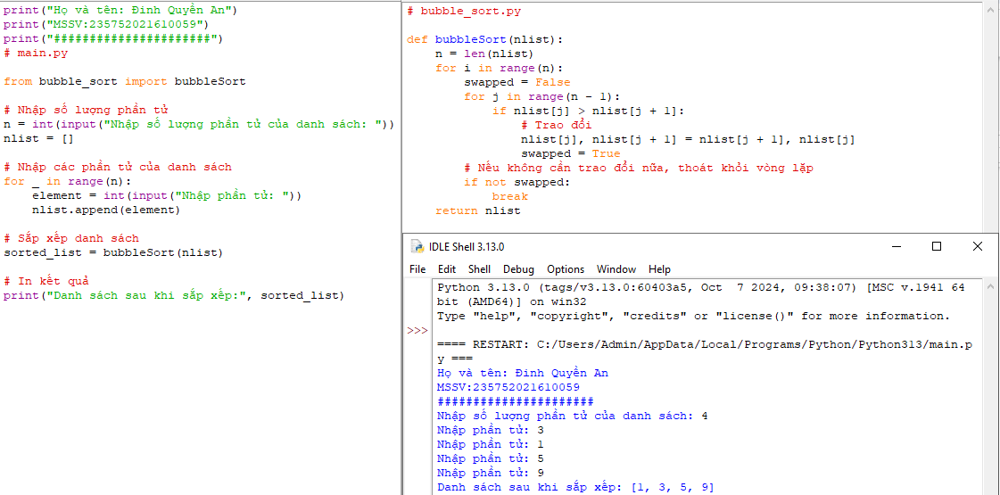 print("Họ và tên: Đinh Quyền An")
print("MSSV:235752021610059")
print("######################")
# main.py
from bubble_sort import bubbleSort
# Nhập số lượng phần tử
n = int(input("Nhập số lượng phần tử của danh sách: "))
nlist = []
# Nhập các phần tử của danh sách
for _ in range(n):
    element = int(input("Nhập phần tử: "))
    nlist.append(element)
# Sắp xếp danh sách
sorted_list = bubbleSort(nlist)
# In kết quả
print("Danh sách sau khi sắp xếp:", sorted_list)
# bubble_sort.py
def bubbleSort(nlist):
    n = len(nlist)
    for i in range(n):
        swapped = False
        for j in range(n - 1):
            if nlist[j] > nlist[j + 1]:
                # Trao đổi
                nlist[j], nlist[j + 1] = nlist[j + 1], nlist[j]
                swapped = True
        # Nếu không cần trao đổi nữa, thoát khỏi vòng lặp
        if not swapped:
            break
    return nlist
IDLE Shell 3.13.0
File Edit Shell Debug Options Window Help
Python 3.13.0 (tags/v3.13.0:60403a5, Oct  7 2024, 09:38:07) [MSC v.1941 64
bit (AMD64)] on win32
Type "help", "copyright", "credits" or "license()" for more information.
>>>
==== RESTART: C:/Users/Admin/AppData/Local/Programs/Python/Python313/main.p
y ===
Họ và tên: Đinh Quyền An
MSSV:235752021610059
######################
Nhập số lượng phần tử của danh sách: 4
Nhập phần tử: 3
Nhập phần tử: 1
Nhập phần tử: 5
Nhập phần tử: 9
Danh sách sau khi sắp xếp: [1, 3, 5, 9]